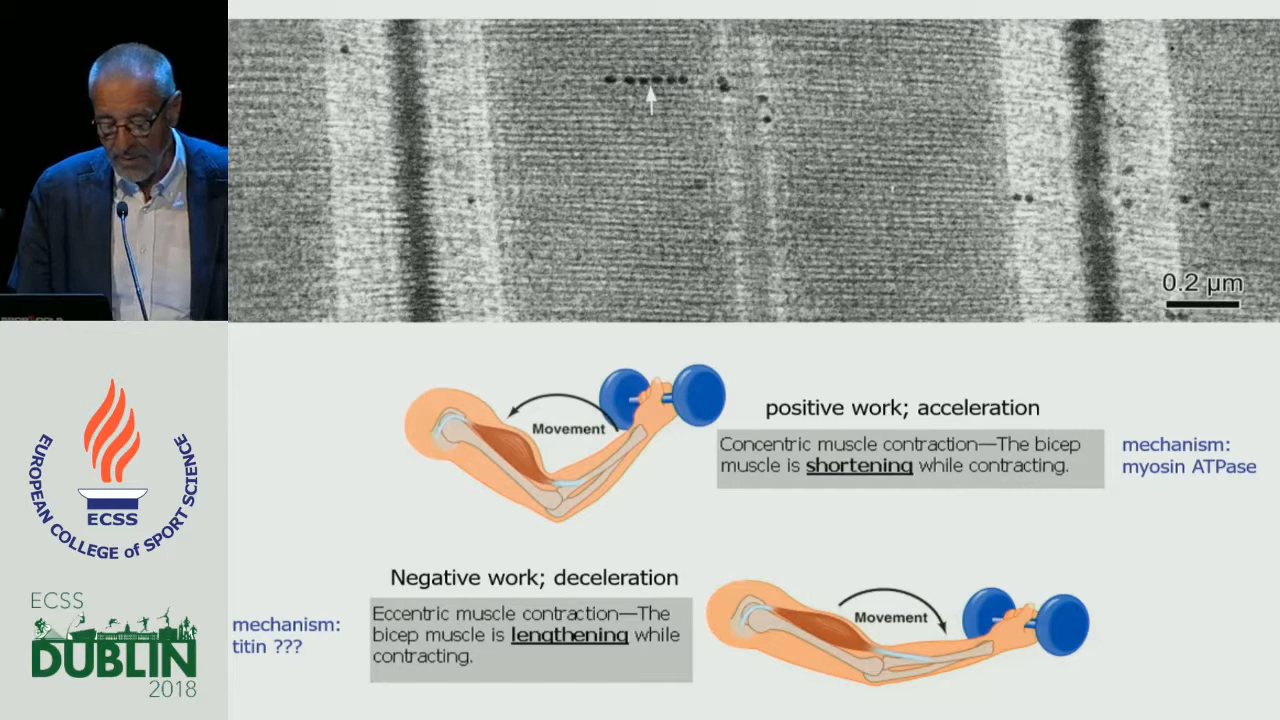 0.2 µm
Movement
positive work; acceleration
Concentric muscle contraction—The bicep
muscle is shortening while contracting.
mechanism:
myosin ATPase
Negative work; deceleration
mechanism:
titin ???
Eccentric muscle contraction—The
bicep muscle is lengthening while
contracting.
Movement
EUROPEAN COLLEGE of SPORT SCIENCE
ECSS
ECSS
DUBLIN
2018